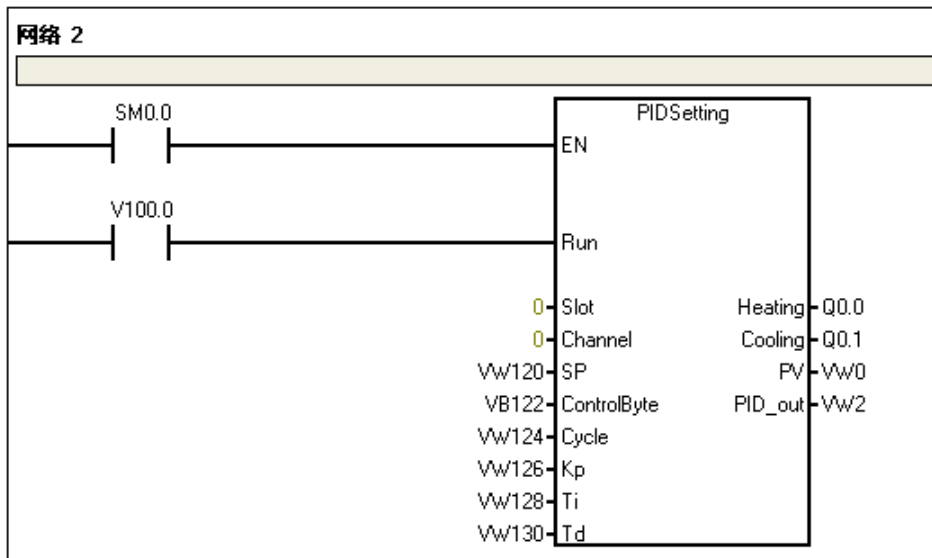 网络 2
SM0.0
PIDSetting
EN
V100.0
Run
0 Slot Heating Q0.0
0 Channel Cooling Q0.1
VW120 SP PV VW0
VB122 ControlByte PID_out VW2
VW124 Cycle
VW126 Kp
VW128 Ti
VW130 Td